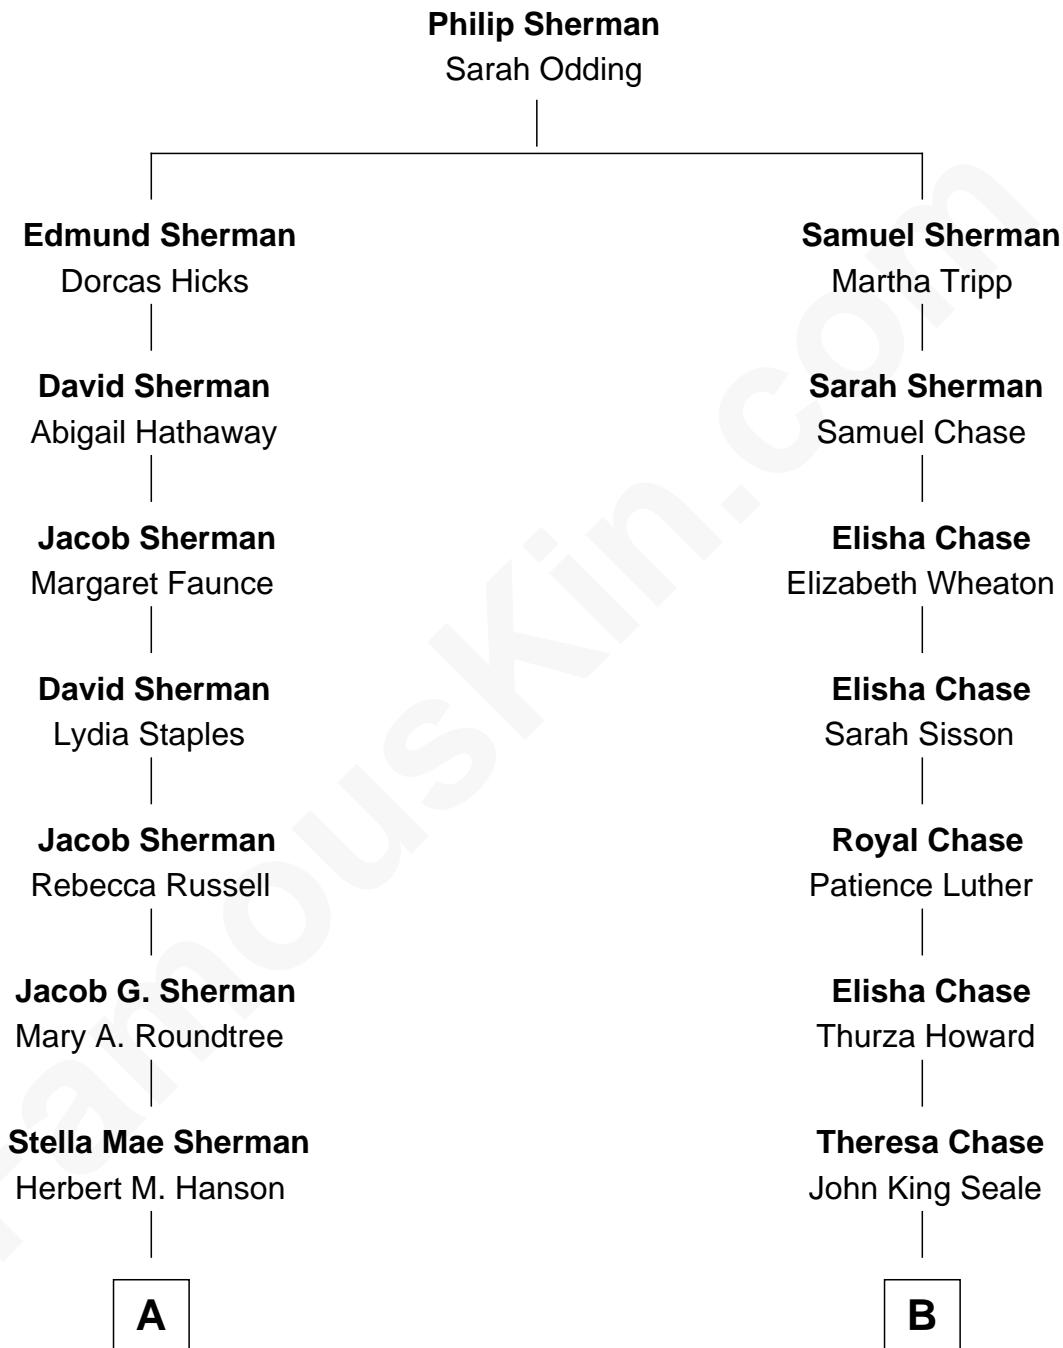 Philip Sherman
Sarah Odding
Edmund Sherman
Dorcas Hicks
David Sherman
Abigail Hathaway
Jacob Sherman
Margaret Faunce
David Sherman
Lydia Staples
Jacob Sherman
Rebecca Russell
Jacob G. Sherman
Mary A. Roundtree
Stella Mae Sherman
Herbert M. Hanson
A
Samuel Sherman
Martha Tripp
Sarah Sherman
Samuel Chase
Elisha Chase
Elizabeth Wheaton
Elisha Chase
Sarah Sisson
Royal Chase
Patience Luther
Elisha Chase
Thurza Howard
Theresa Chase
John King Seale
B
FamousKin.com